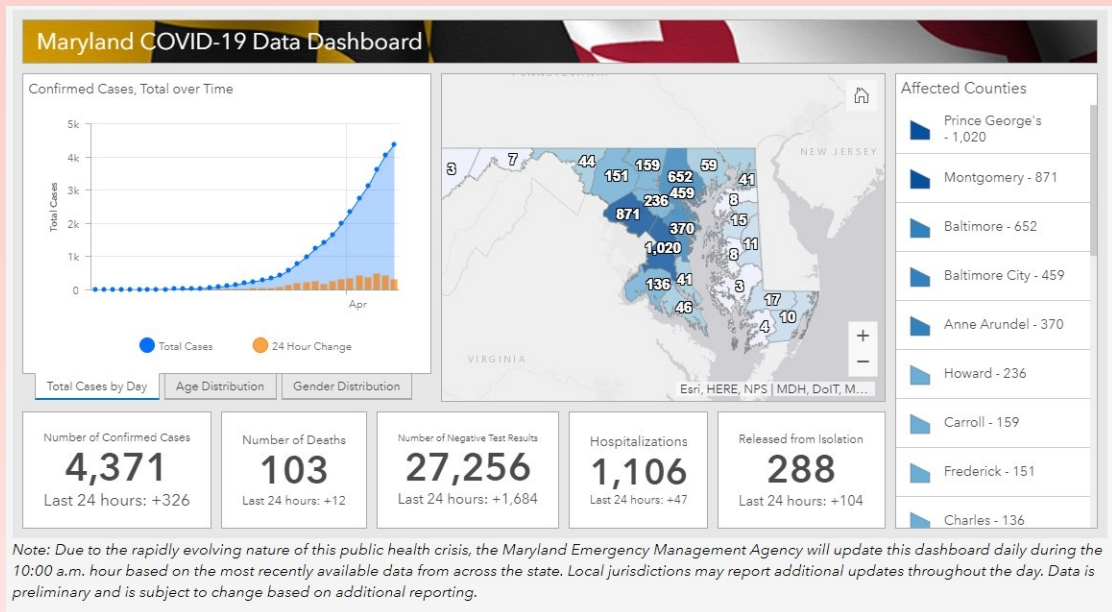 Maryland COVID-19 Data Dashboard
Confirmed Cases, Total over Time
5k
4k
3k
2k
1k
0
Total Cases
Apr
Total Cases
24 Hour Change
Total Cases by Day
Age Distribution
Gender Distribution
PENNSYLVANIA
NEW JERSEY
VIRGINIA
3
7
44
151
159
652
59
41
459
236
8
871
370
15
1,020
11
8
136
41
3
46
17
10
4
+
−
Esri, HERE, NPS | MDH, DoIT, M...
Affected Counties
Prince George's
- 1,020
Montgomery - 871
Baltimore - 652
Baltimore City - 459
Anne Arundel - 370
Howard - 236
Carroll - 159
Frederick - 151
Charles - 136
Number of Confirmed Cases
4,371
Last 24 hours: +326
Number of Deaths
103
Last 24 hours: +12
Number of Negative Test Results
27,256
Last 24 hours: +1,684
Hospitalizations
1,106
Last 24 hours: +47
Released from Isolation
288
Last 24 hours: +104
Note: Due to the rapidly evolving nature of this public health crisis, the Maryland Emergency Management Agency will update this dashboard daily during the
10:00 a.m. hour based on the most recently available data from across the state. Local jurisdictions may report additional updates throughout the day. Data is
preliminary and is subject to change based on additional reporting.